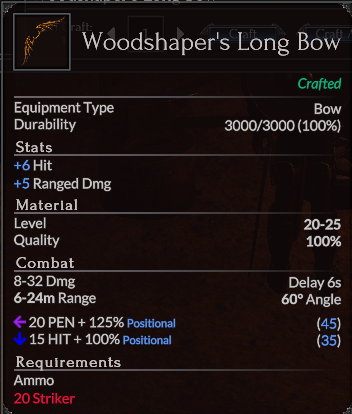 Woodshaper's Long Bow
Crafted
Equipment Type Bow
Durability 3000/3000 (100%)
Stats
+6 Hit
+5 Ranged Dmg
Material
Level 20-25
Quality 100%
Combat
8-32 Dmg Delay 6s
6-24m Range 60° Angle
20 PEN + 125% Positional (45)
15 HIT + 100% Positional (35)
Requirements
Ammo
20 Striker